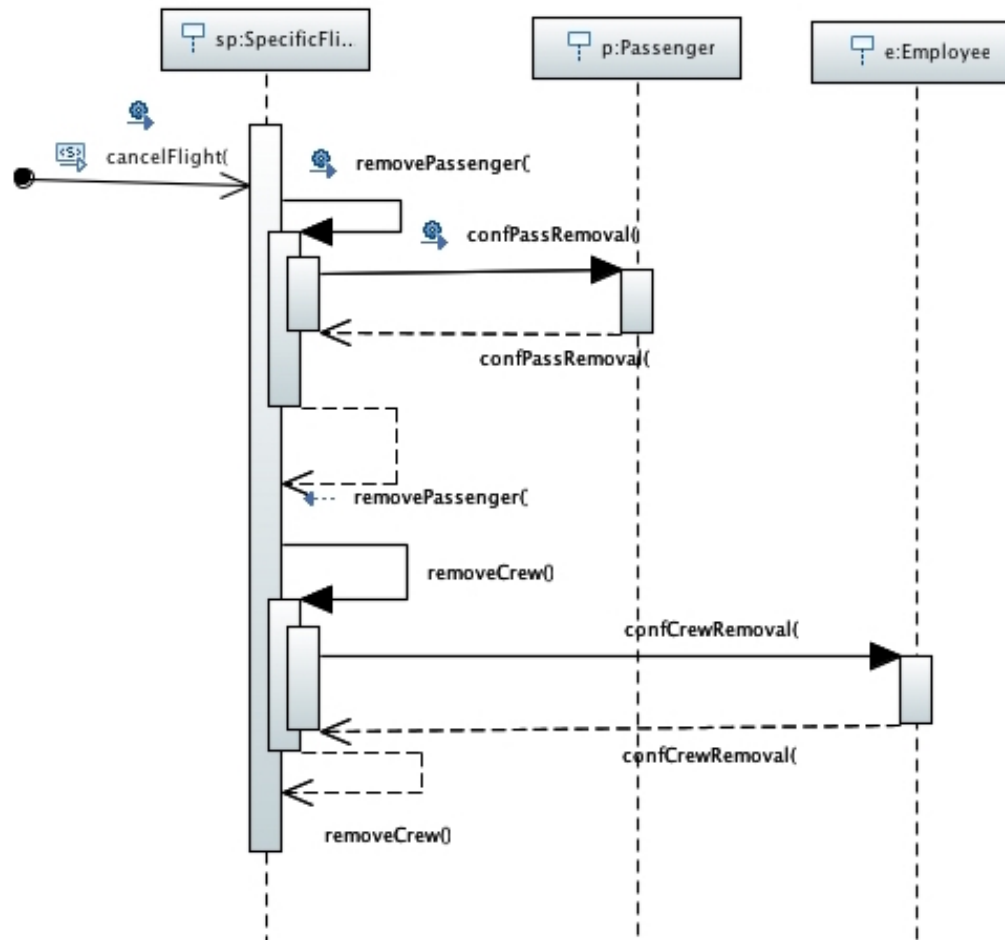 sp:SpecificFli...
p:Passenger
e:Employee
<S>
cancelFlight(
removePassenger(
confPassRemoval()
confPassRemoval(
removePassenger(
removeCrew()
confCrewRemoval(
confCrewRemoval(
removeCrew()